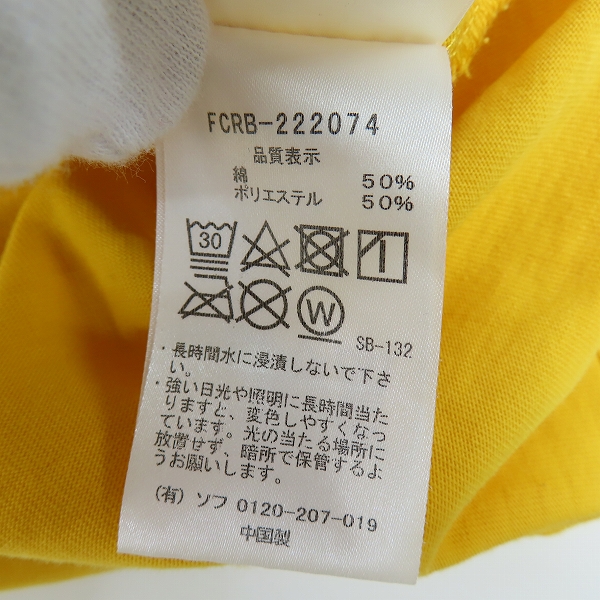 FCRB-222074
品質表示
綿 50%
ポリエステル 50%
30
W
SB-132
・長時間水に浸漬しないで下さ
い。
・強い日光や照明に長時間当た
りますと、変色しやすくなっ
ています。光の当たる場所に
放置せず、暗所で保管するよ
うお願いします。
(有) ソフ 0120-207-019
中国製